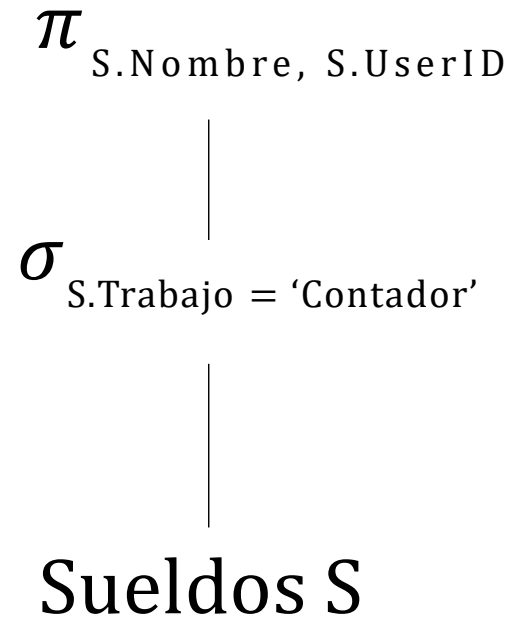 π S.Nombre, S.UserID
σ S.Trabajo = ‘Contador’
Sueldos S